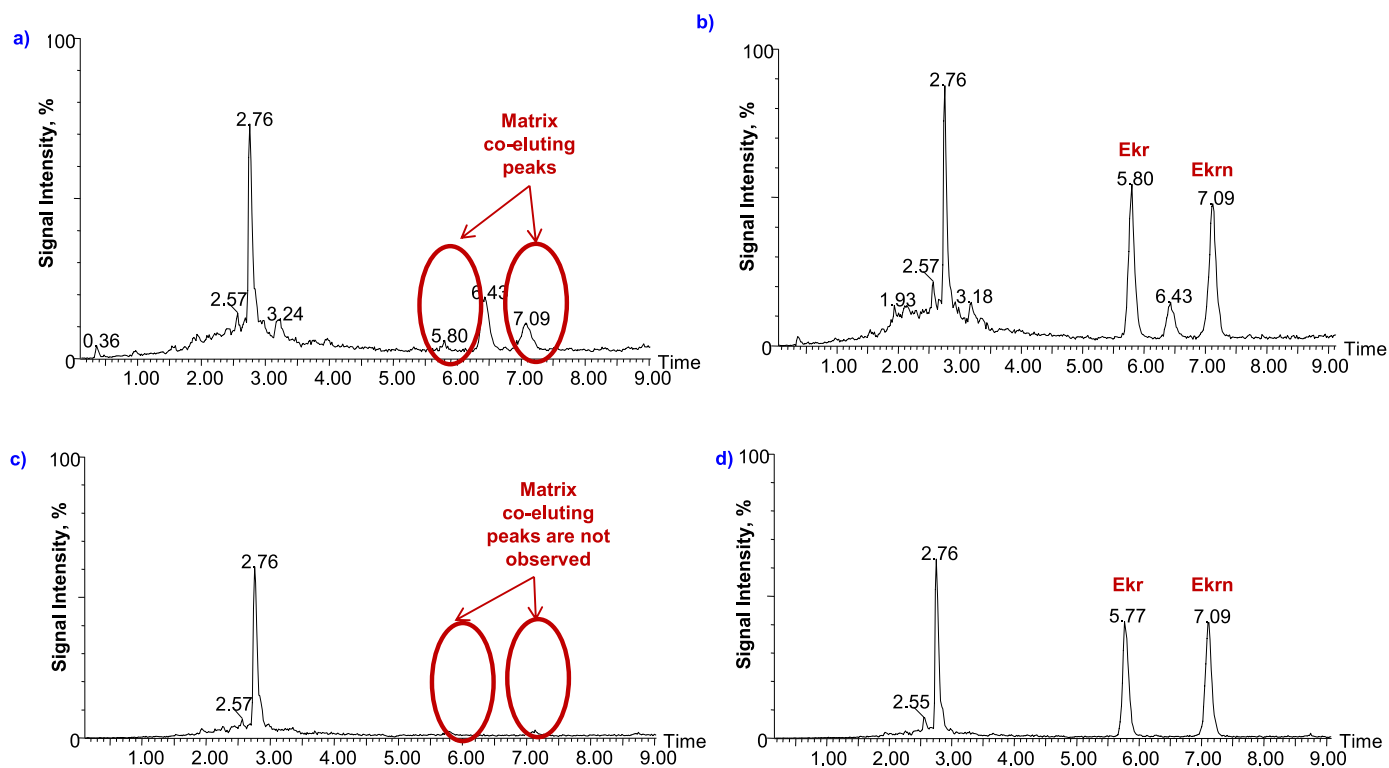 a)
100
Signal Intensity, %
0
0.36
2.57
2.76
3.24
5.80
6.43
7.09
Matrix
co-eluting
peaks
1.00 2.00 3.00 4.00 5.00 6.00 7.00 8.00 9.00
Time
b)
100
Signal Intensity, %
0
1.93
2.57
2.76
3.18
Ekr
5.80
6.43
Ekrn
7.09
1.00 2.00 3.00 4.00 5.00 6.00 7.00 8.00 9.00
Time
c)
100
Signal Intensity, %
0
2.57
2.76
Matrix
co-eluting
peaks are not
observed
1.00 2.00 3.00 4.00 5.00 6.00 7.00 8.00 9.00
Time
d)
100
Signal Intensity, %
0
2.55
2.76
Ekr
5.77
Ekrn
7.09
1.00 2.00 3.00 4.00 5.00 6.00 7.00 8.00 9.00
Time